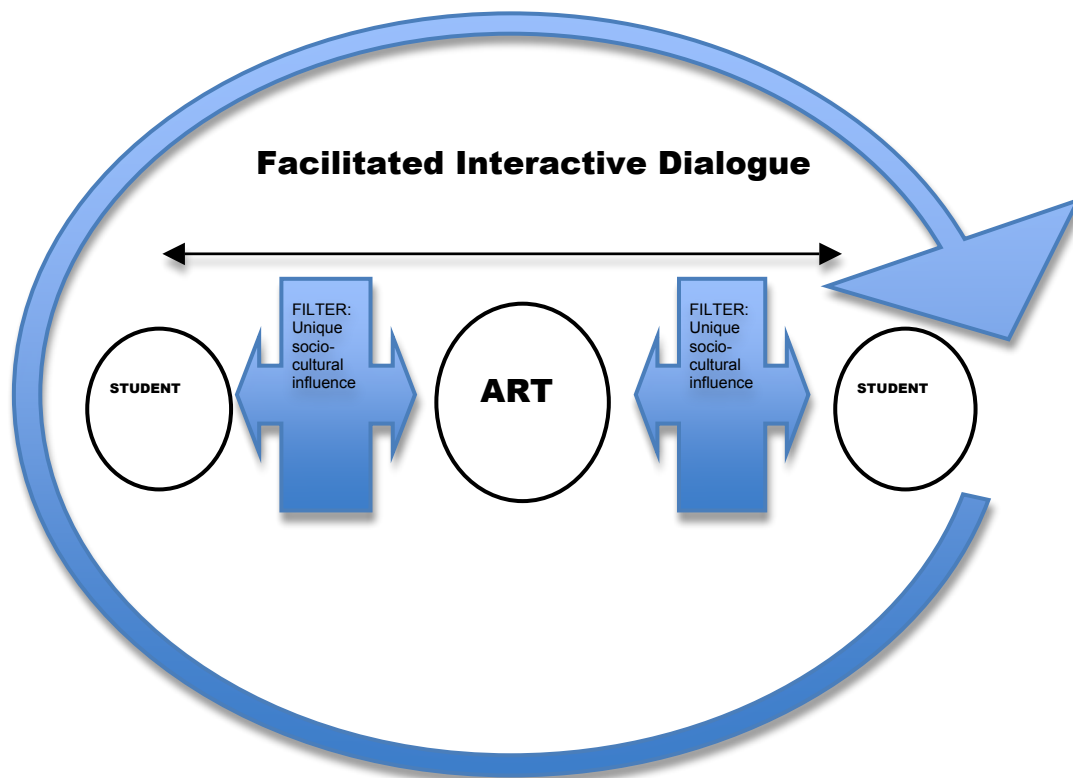 Facilitated Interactive Dialogue
STUDENT
FILTER:
Unique
socio-
cultural
influence
ART
FILTER:
Unique
socio-
cultural
influence
STUDENT